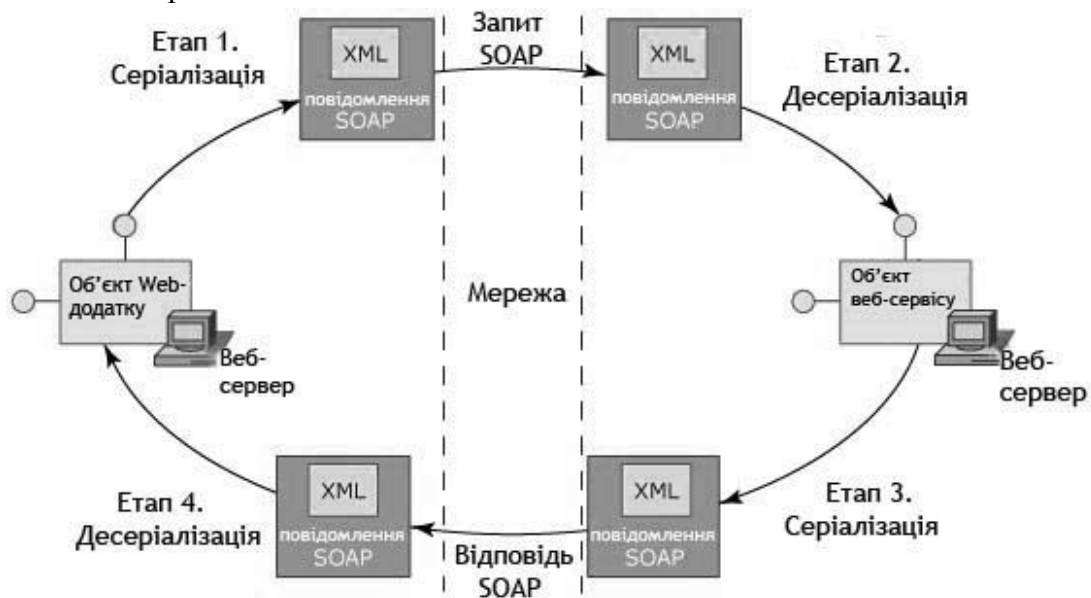 Етап 1.
Серіалізація
XML
повідомлення
SOAP
Запит
SOAP
XML
повідомлення
SOAP
Етап 2.
Десеріалізація
Об’єкт Web-
додатку
Веб-
сервер
Мережа
Об’єкт
веб-сервісу
Веб-
сервер
Етап 4.
Десеріалізація
XML
повідомлення
SOAP
Відповідь
SOAP
XML
повідомлення
SOAP
Етап 3.
Серіалізація